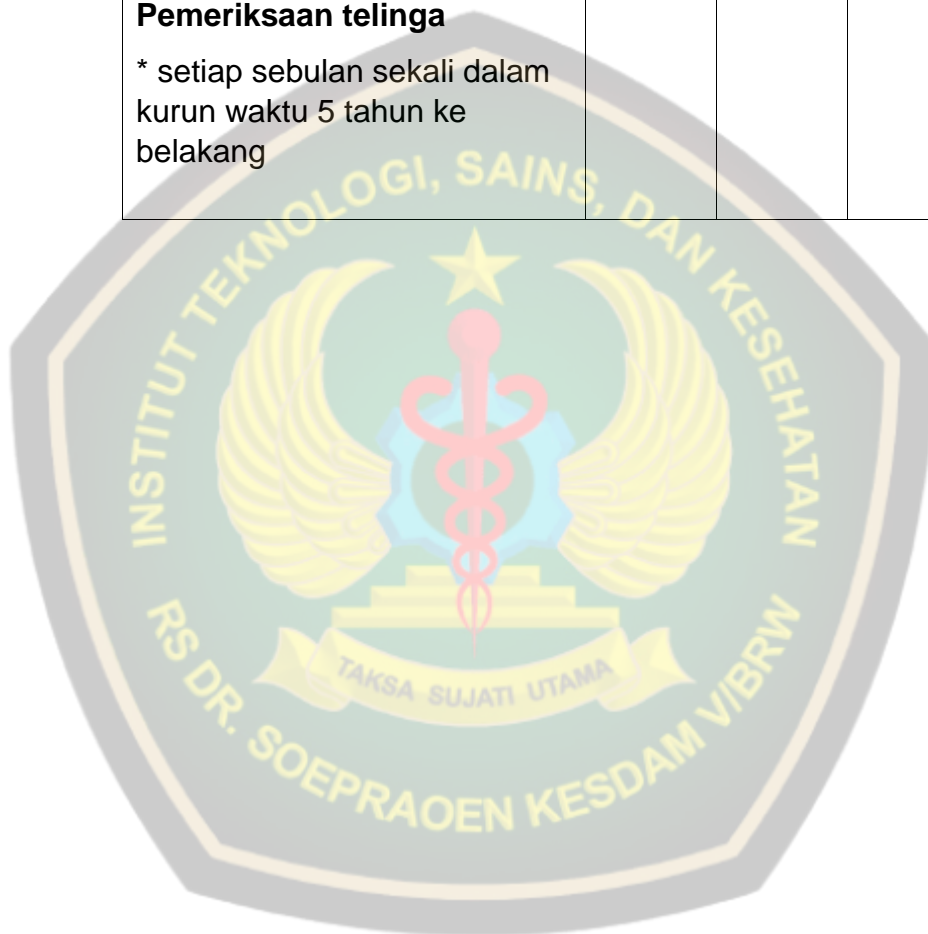 Pemeriksaan telinga
* setiap sebulan sekali dalam
kurun waktu 5 tahun ke
belakang
INSTITUT TEKNOLOGI, SAINS, DAN KESEHATAN
TAKSA SUJATI UTAMA
RS DR. SOEPRAOEN KESDAM V/BRW